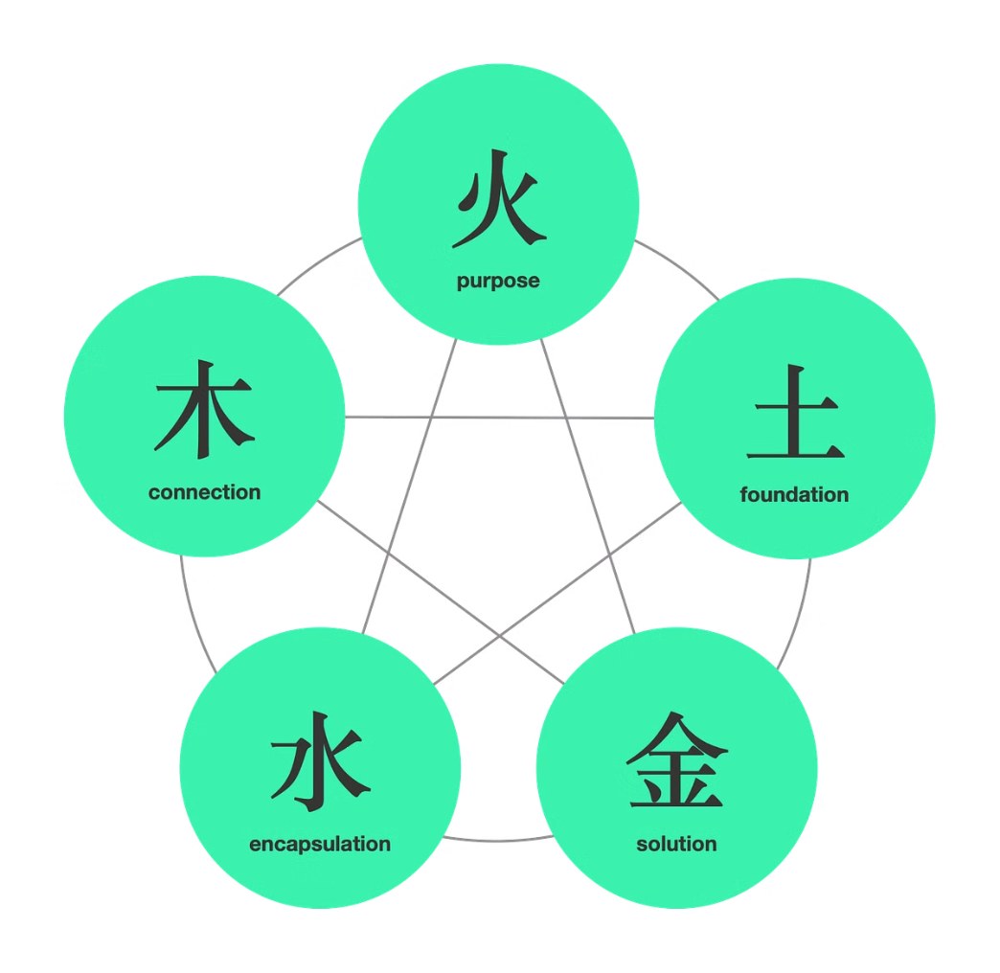 火
purpose
木
connection
土
foundation
水
encapsulation
金
solution